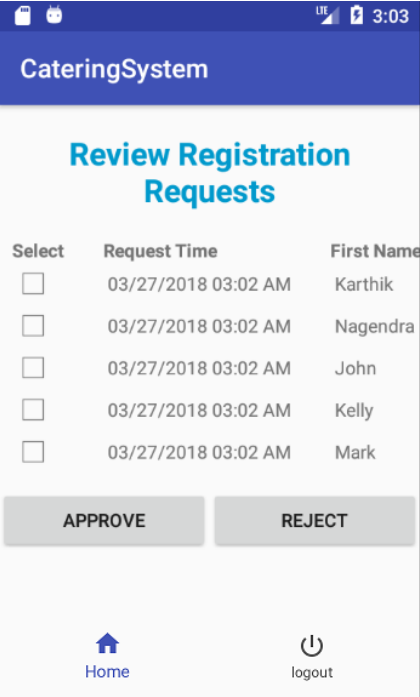 LTE 3:03
CateringSystem
Review Registration
Requests
Select Request Time First Name
03/27/2018 03:02 AM Karthik
03/27/2018 03:02 AM Nagendra
03/27/2018 03:02 AM John
03/27/2018 03:02 AM Kelly
03/27/2018 03:02 AM Mark
APPROVE REJECT
Home logout